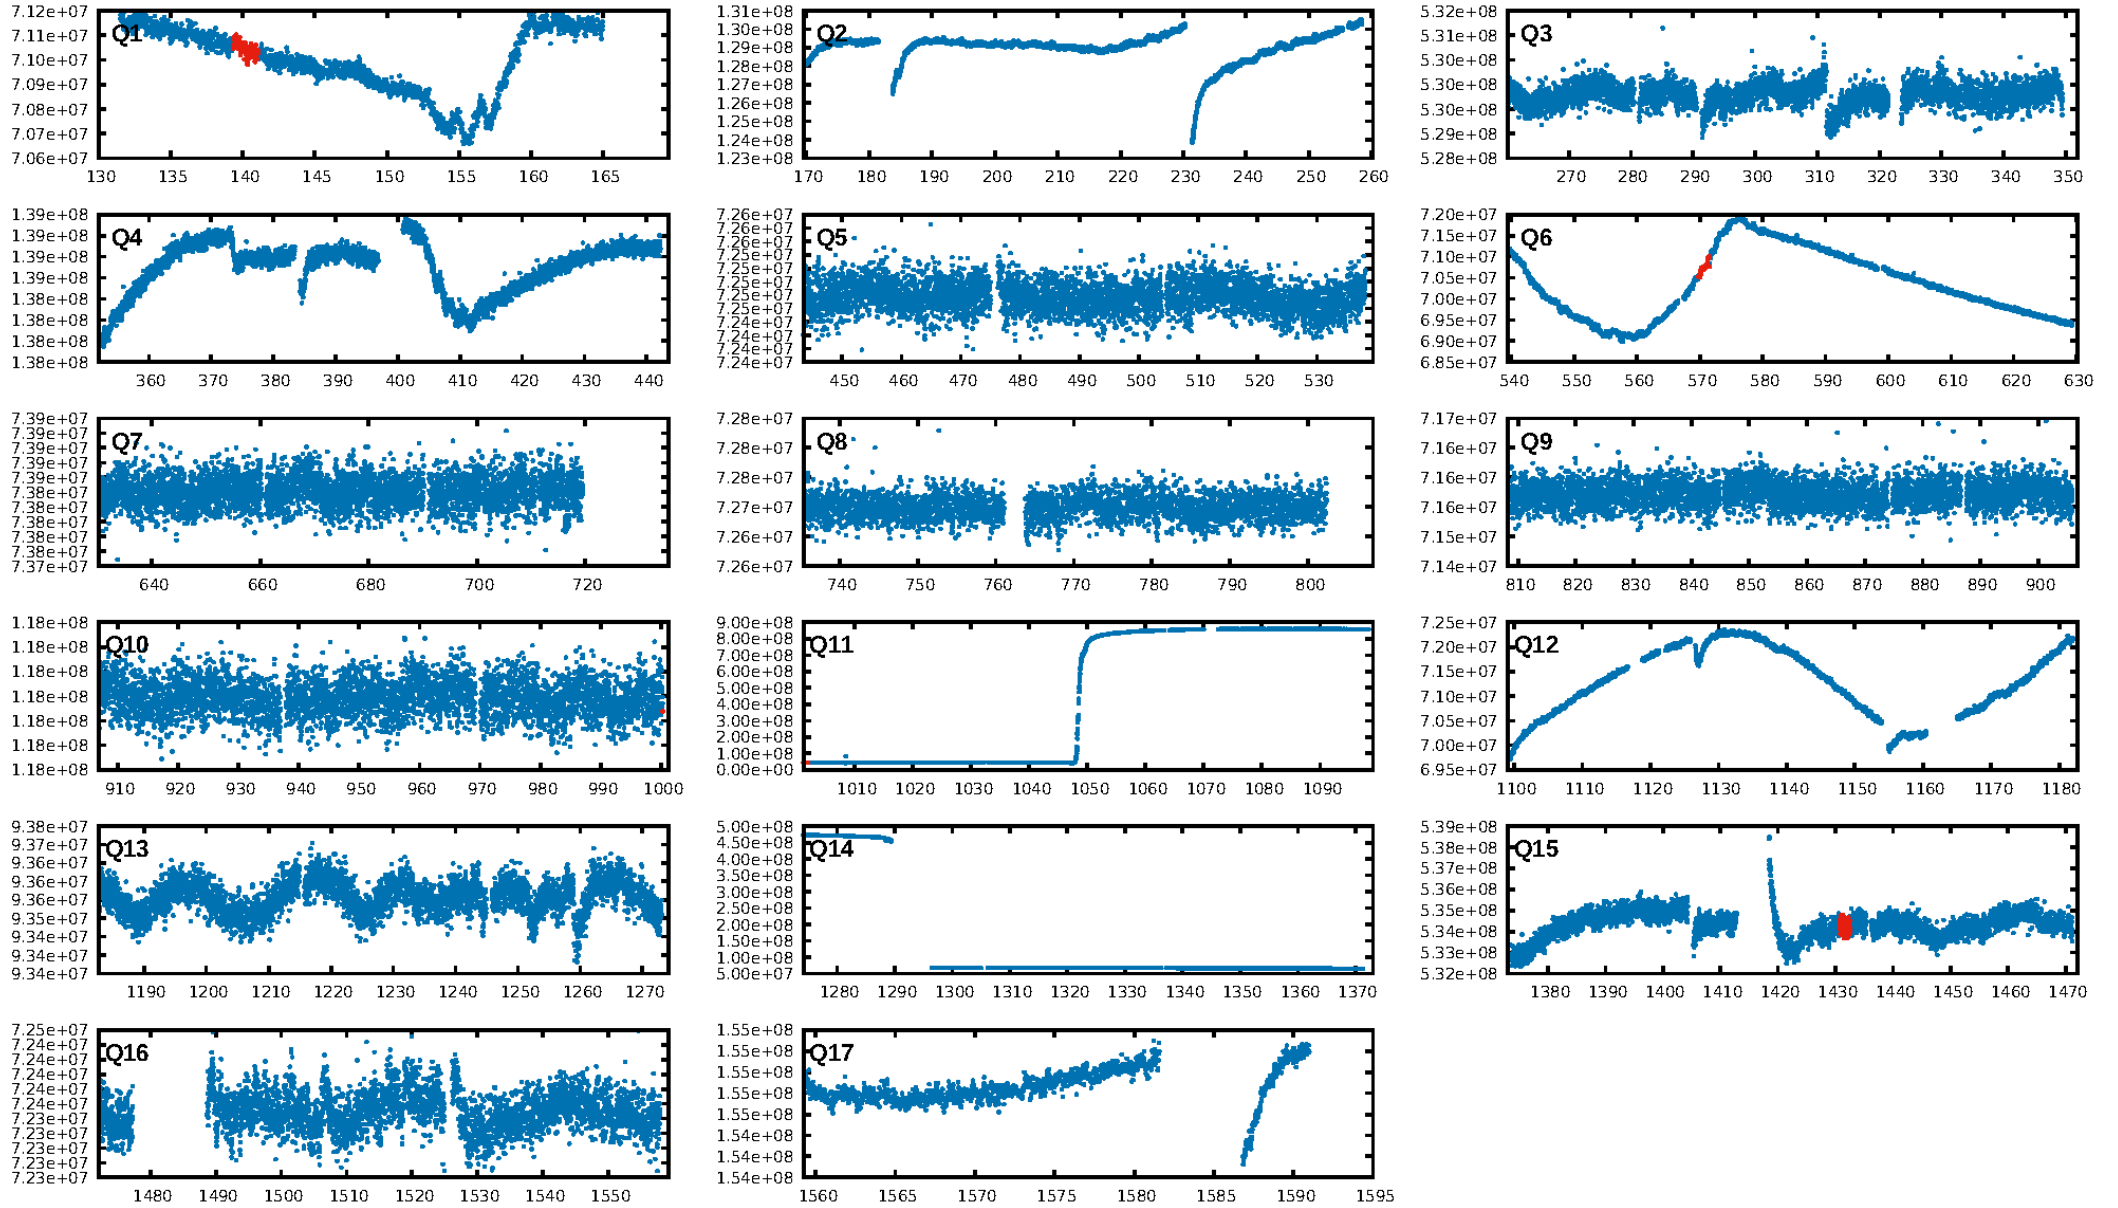 Q1
7.12e+07
7.11e+07
7.10e+07
7.09e+07
7.08e+07
7.07e+07
7.06e+07
130 135 140 145 150 155 160 165
Q2
1.31e+08
1.30e+08
1.29e+08
1.28e+08
1.27e+08
1.26e+08
1.25e+08
1.24e+08
1.23e+08
170 180 190 200 210 220 230 240 250 260
Q3
5.32e+08
5.31e+08
5.30e+08
5.30e+08
5.29e+08
5.28e+08
270 280 290 300 310 320 330 340 350
Q4
1.39e+08
1.39e+08
1.39e+08
1.39e+08
1.38e+08
1.38e+08
1.38e+08
1.38e+08
360 370 380 390 400 410 420 430 440
Q5
7.26e+07
7.26e+07
7.26e+07
7.25e+07
7.25e+07
7.25e+07
7.25e+07
7.25e+07
7.24e+07
7.24e+07
7.24e+07
7.24e+07
450 460 470 480 490 500 510 520 530
Q6
7.20e+07
7.15e+07
7.10e+07
7.05e+07
7.00e+07
6.95e+07
6.90e+07
6.85e+07
540 550 560 570 580 590 600 610 620 630
Q7
7.39e+07
7.39e+07
7.39e+07
7.39e+07
7.39e+07
7.38e+07
7.38e+07
7.38e+07
7.38e+07
7.38e+07
7.37e+07
640 660 680 700 720
Q8
7.28e+07
7.28e+07
7.28e+07
7.27e+07
7.26e+07
7.26e+07
740 750 760 770 780 790 800
Q9
7.17e+07
7.16e+07
7.16e+07
7.16e+07
7.15e+07
7.14e+07
810 820 830 840 850 860 870 880 890 900
Q10
1.18e+08
1.18e+08
1.18e+08
1.18e+08
1.18e+08
1.18e+08
1.18e+08
910 920 930 940 950 960 970 980 990 1000
Q11
9.00e+08
8.00e+08
7.00e+08
6.00e+08
5.00e+08
4.00e+08
3.00e+08
2.00e+08
1.00e+08
0.00e+00
1010 1020 1030 1040 1050 1060 1070 1080 1090
Q12
7.25e+07
7.20e+07
7.15e+07
7.10e+07
7.05e+07
7.00e+07
6.95e+07
1100 1110 1120 1130 1140 1150 1160 1170 1180
Q13
9.38e+07
9.37e+07
9.36e+07
9.36e+07
9.36e+07
9.35e+07
9.34e+07
9.34e+07
9.34e+07
1190 1200 1210 1220 1230 1240 1250 1260 1270
Q14
5.00e+08
4.50e+08
4.00e+08
3.50e+08
3.00e+08
2.50e+08
2.00e+08
1.50e+08
1.00e+08
5.00e+07
1280 1290 1300 1310 1320 1330 1340 1350 1360 1370
Q15
5.39e+08
5.38e+08
5.37e+08
5.36e+08
5.35e+08
5.34e+08
5.33e+08
5.32e+08
1380 1390 1400 1410 1420 1430 1440 1450 1460 1470
Q16
7.25e+07
7.24e+07
7.24e+07
7.24e+07
7.24e+07
7.24e+07
7.23e+07
7.23e+07
7.23e+07
7.23e+07
7.23e+07
1480 1490 1500 1510 1520 1530 1540 1550
Q17
1.55e+08
1.55e+08
1.55e+08
1.55e+08
1.55e+08
1.54e+08
1.54e+08
1.54e+08
1560 1565 1570 1575 1580 1585 1590 1595